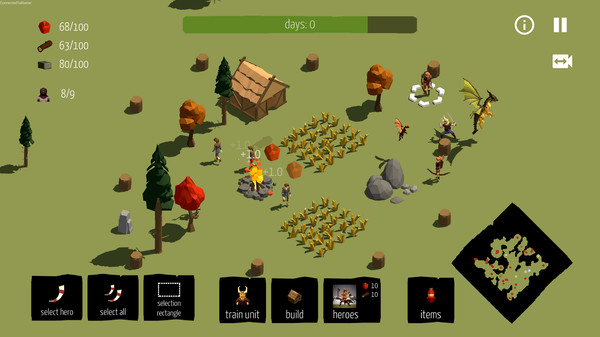 days: 0
68/100
63/100
80/100
8/9
+1.0
+1.0
select hero
select all
selection
rectangle
train unit
build
heroes
10
10
items